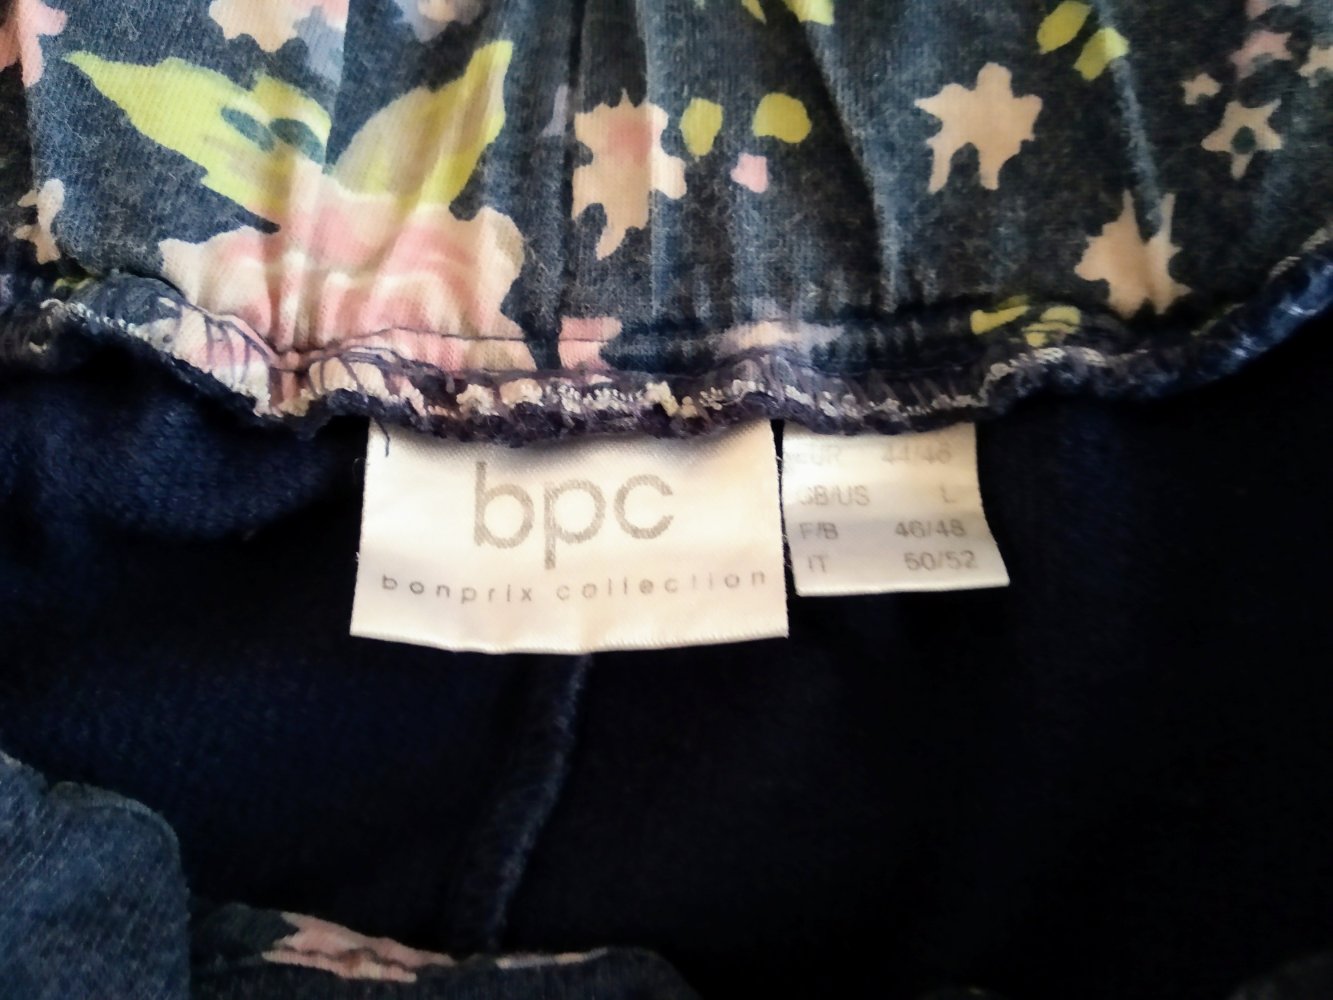 bpc
bonprix collection
EUR 44/46
GB/US L
F/B 46/48
IT 50/52